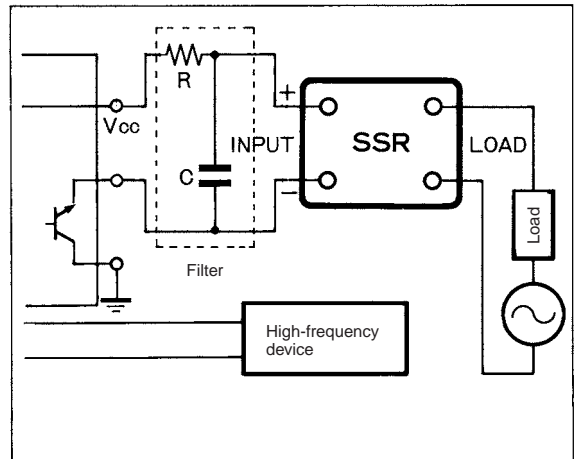 R
Vcc
+
INPUT
SSR
LOAD
C
−
Filter
Load
High-frequency
device